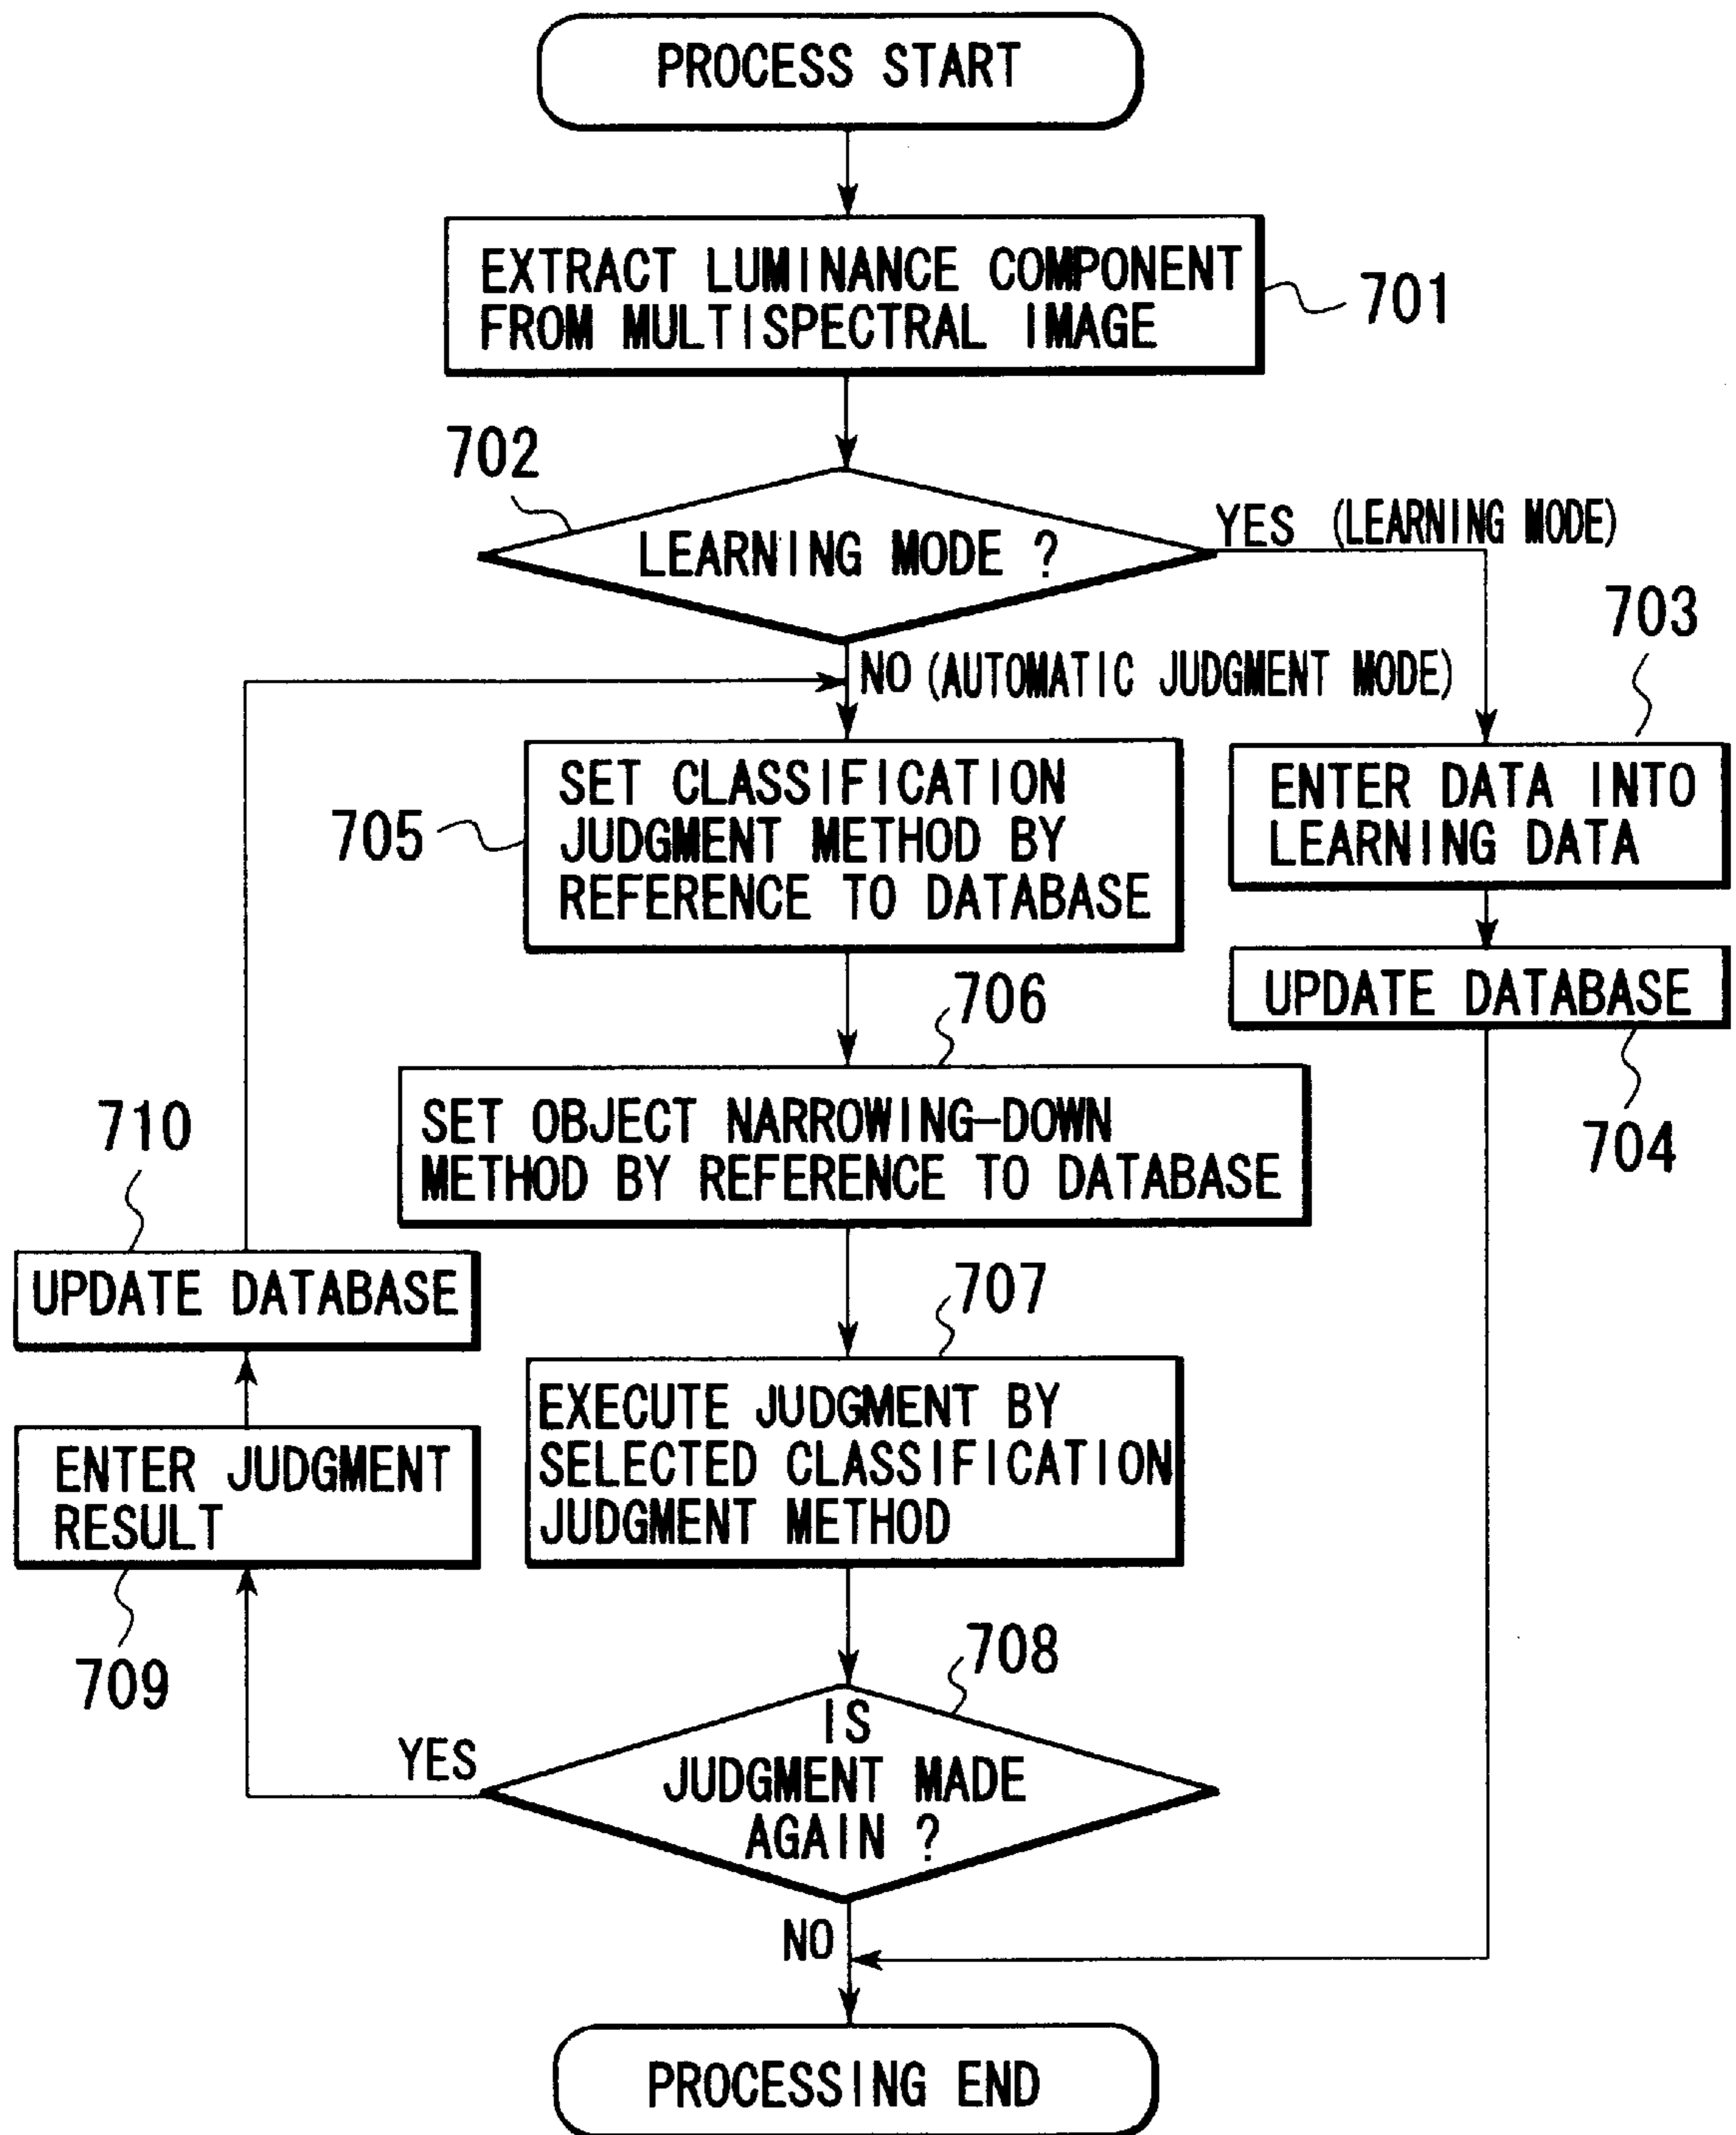 PROCESS START
EXTRACT LUMINANCE COMPONENT
FROM MULTISPECTRAL IMAGE
701
702
LEARNING MODE ?
YES (LEARNING MODE)
NO (AUTOMATIC JUDGMENT MODE)
703
ENTER DATA INTO
LEARNING DATA
UPDATE DATABASE
704
705
SET CLASSIFICATION
JUDGMENT METHOD BY
REFERENCE TO DATABASE
706
SET OBJECT NARROWING-DOWN
METHOD BY REFERENCE TO DATABASE
707
EXECUTE JUDGMENT BY
SELECTED CLASSIFICATION
JUDGMENT METHOD
708
IS
JUDGMENT MADE
AGAIN ?
YES
709
ENTER JUDGMENT
RESULT
710
UPDATE DATABASE
NO
PROCESSING END